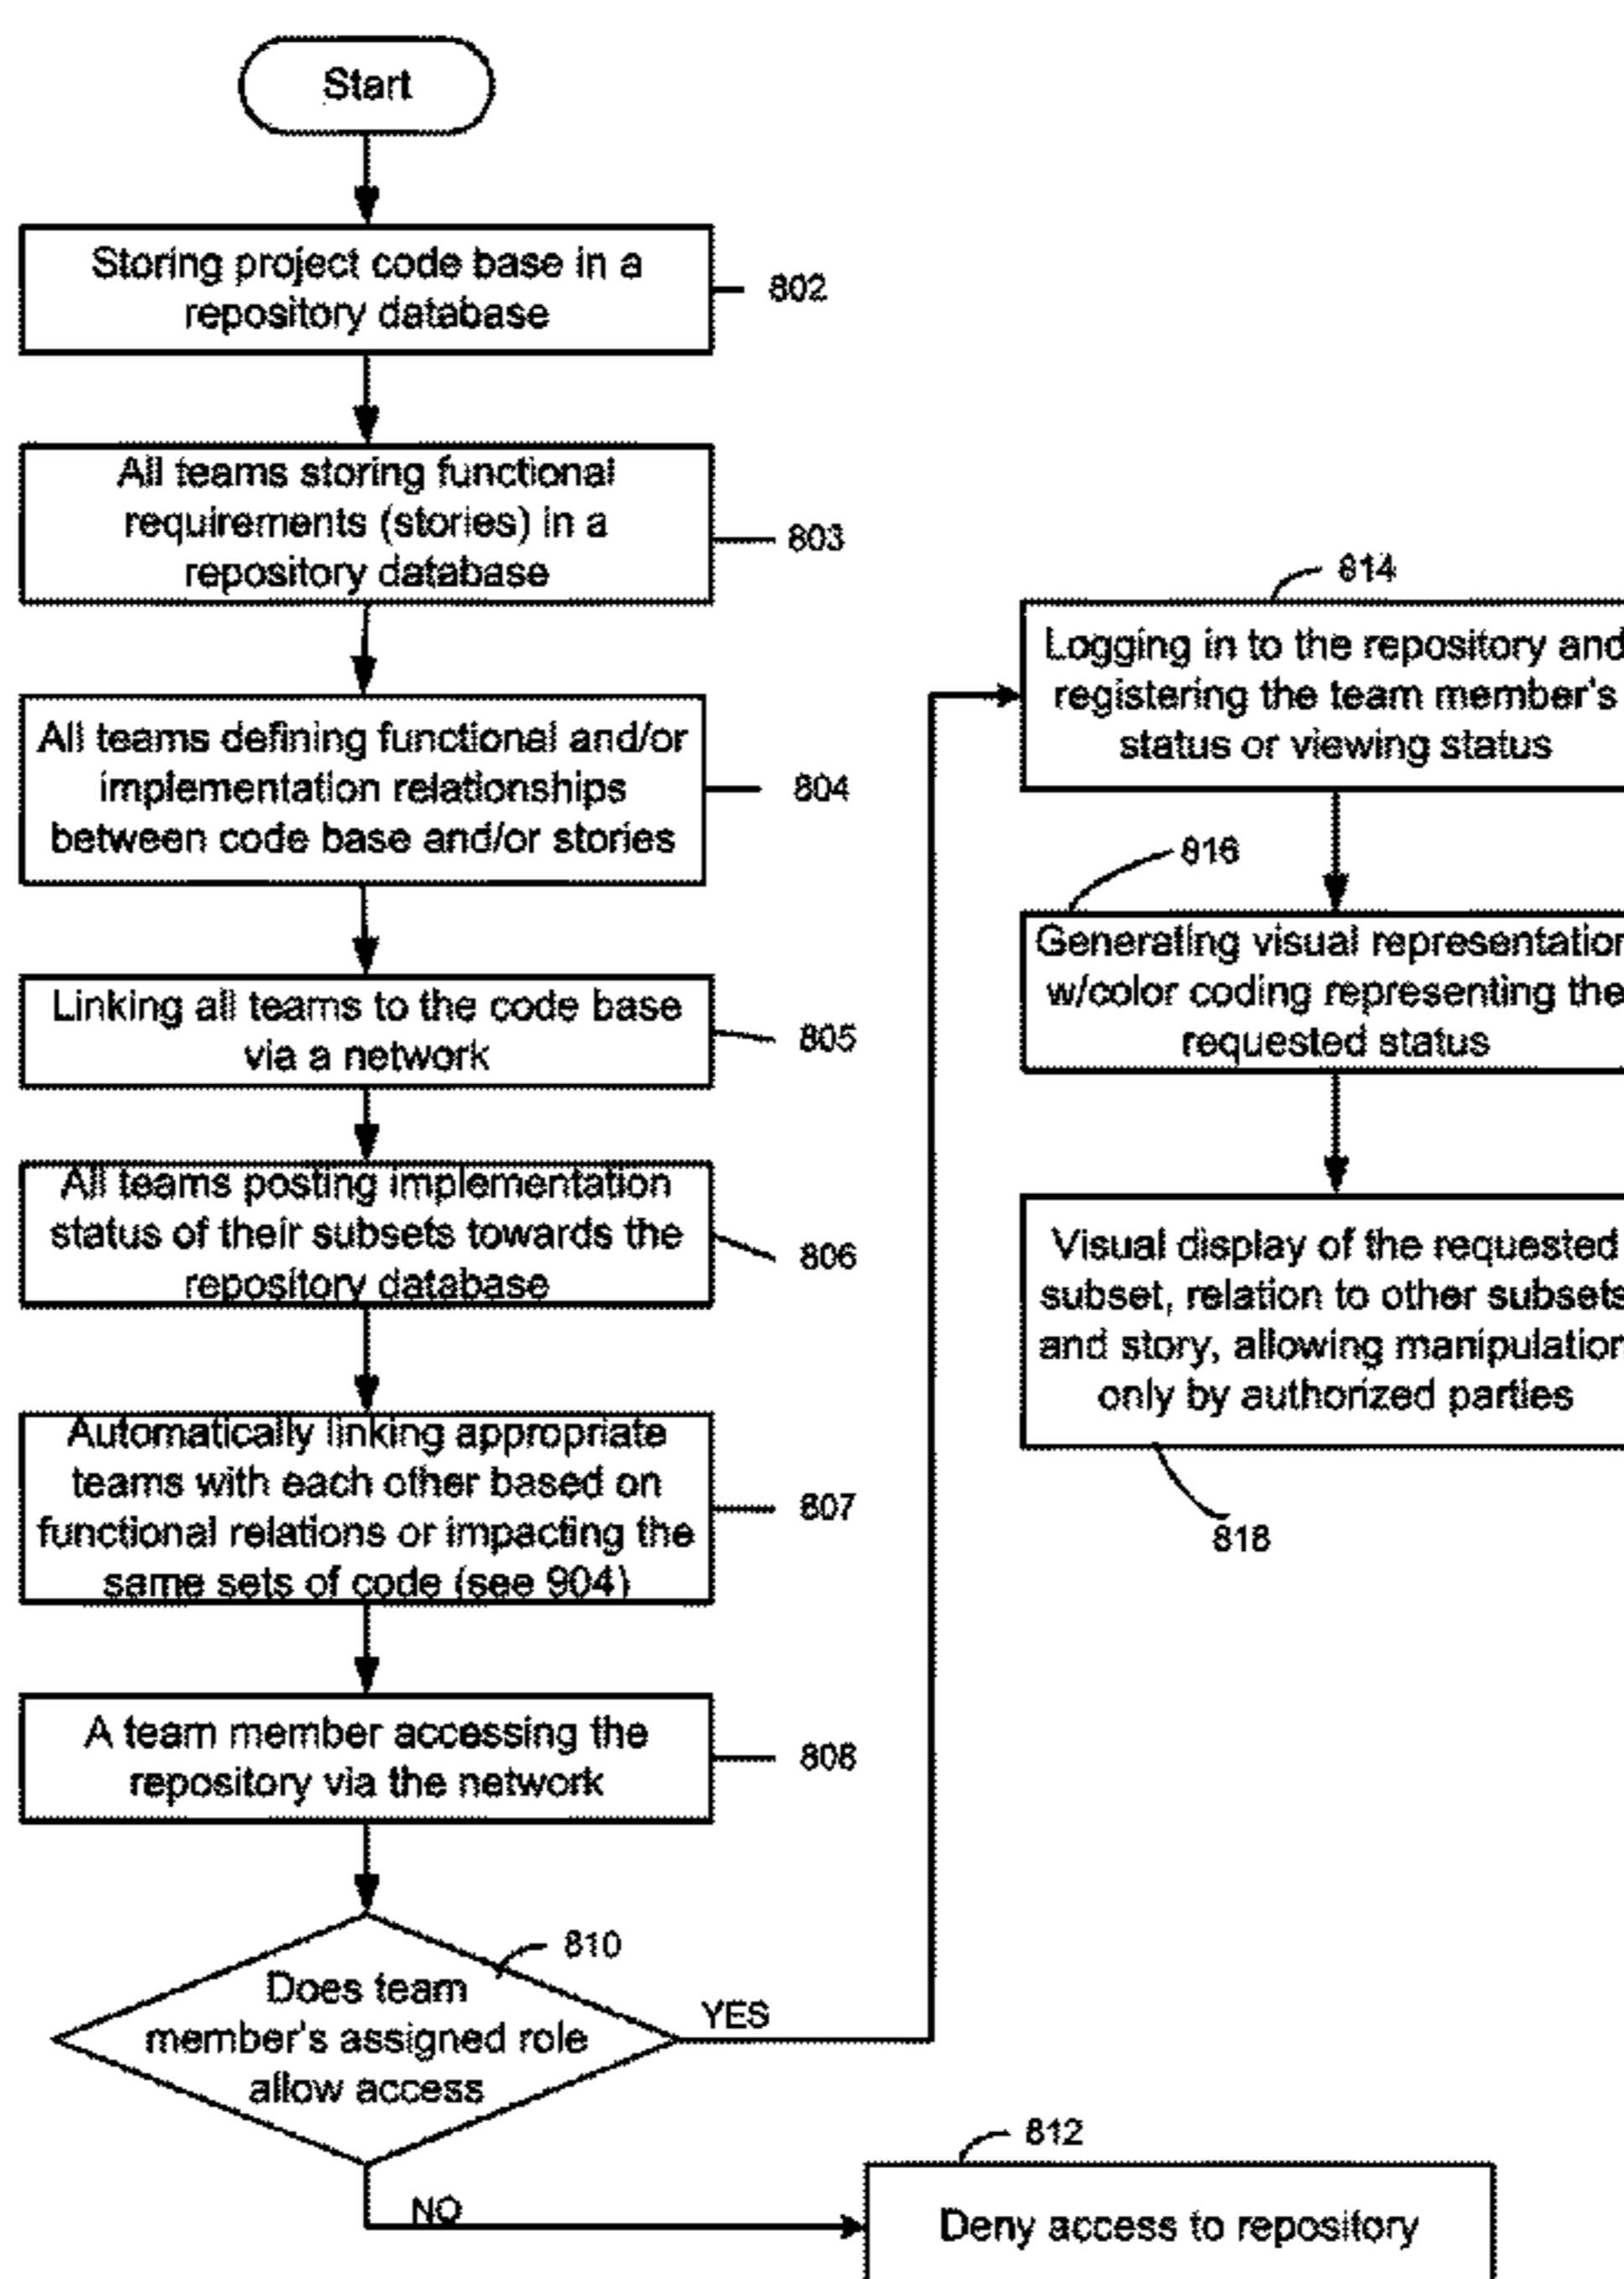 Start
Storing project code base in a
repository database
802
All teams storing functional
requirements (stories) in a
repository database
803
All teams defining functional and/or
implementation relationships
between code base and/or stories
804
Linking all teams to the code base
via a network
805
All teams posting implementation
status of their subsets towards the
repository database
806
Automatically linking appropriate
teams with each other based on
functional relations or impacting the
same sets of code (see 904)
807
A team member accessing the
repository via the network
808
810
Does team
member's assigned role
allow access
YES
NO
812
Deny access to repository
814
Logging in to the repository and
registering the team member's
status or viewing status
816
Generating visual representation
w/color coding representing the
requested status
Visual display of the requested
subset, relation to other subsets
and story, allowing manipulation
only by authorized parties
818